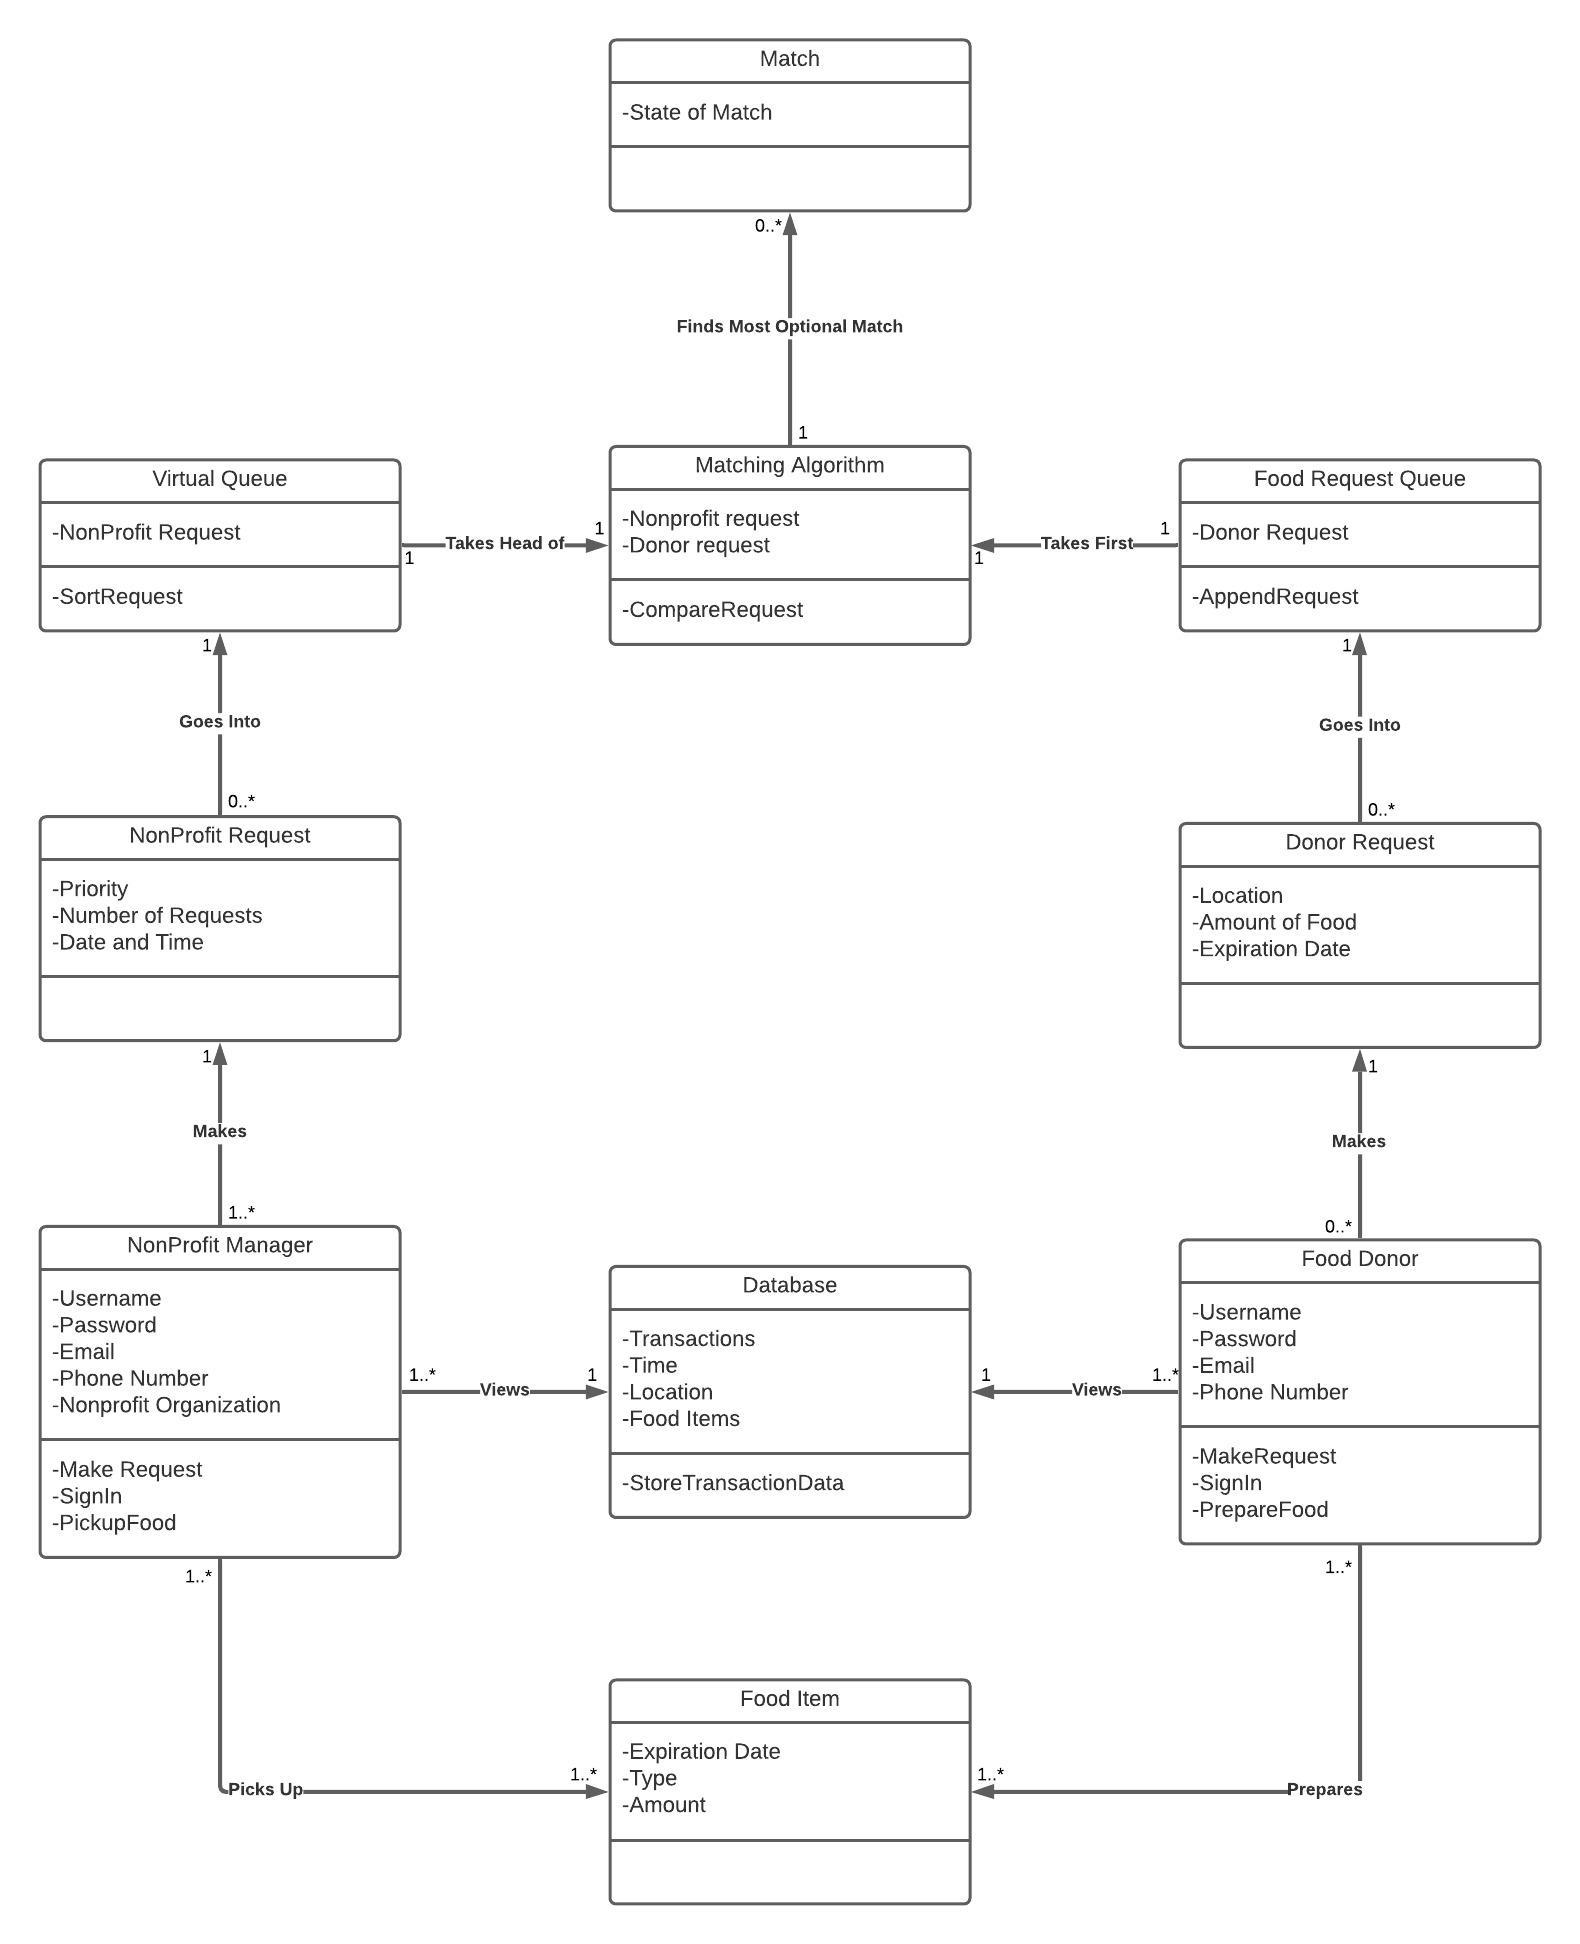 Match
-State of Match
0..*
Finds Most Optional Match
1
Virtual Queue
-NonProfit Request
-SortRequest
1
Takes Head of
1
Matching Algorithm
-Nonprofit request
-Donor request
-CompareRequest
1
Takes First
1
Food Request Queue
-Donor Request
-AppendRequest
1
Goes Into
0..*
1
Goes Into
0..*
NonProfit Request
-Priority
-Number of Requests
-Date and Time
Donor Request
-Location
-Amount of Food
-Expiration Date
1
Makes
1..*
1
Makes
0..*
NonProfit Manager
-Username
-Password
-Email
-Phone Number
-Nonprofit Organization
-Make Request
-SignIn
-PickupFood
1..*
Views
1
Database
-Transactions
-Time
-Location
-Food Items
-StoreTransactionData
1
Views
1..*
Food Donor
-Username
-Password
-Email
-Phone Number
-MakeRequest
-SignIn
-PrepareFood
1..*
Picks Up
1..*
Food Item
-Expiration Date
-Type
-Amount
1..*
Prepares
1..*